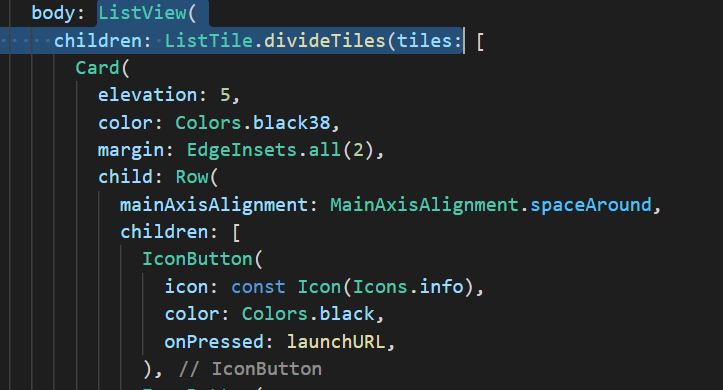 body: ListView(
children: ListTile.divideTiles(tiles: [
Card(
elevation: 5,
color: Colors.black38,
margin: EdgeInsets.all(2),
child: Row(
mainAxisAlignment: MainAxisAlignment.spaceAround,
children: [
IconButton(
icon: const Icon(Icons.info),
color: Colors.black,
onPressed: launchURL,
), // IconButton